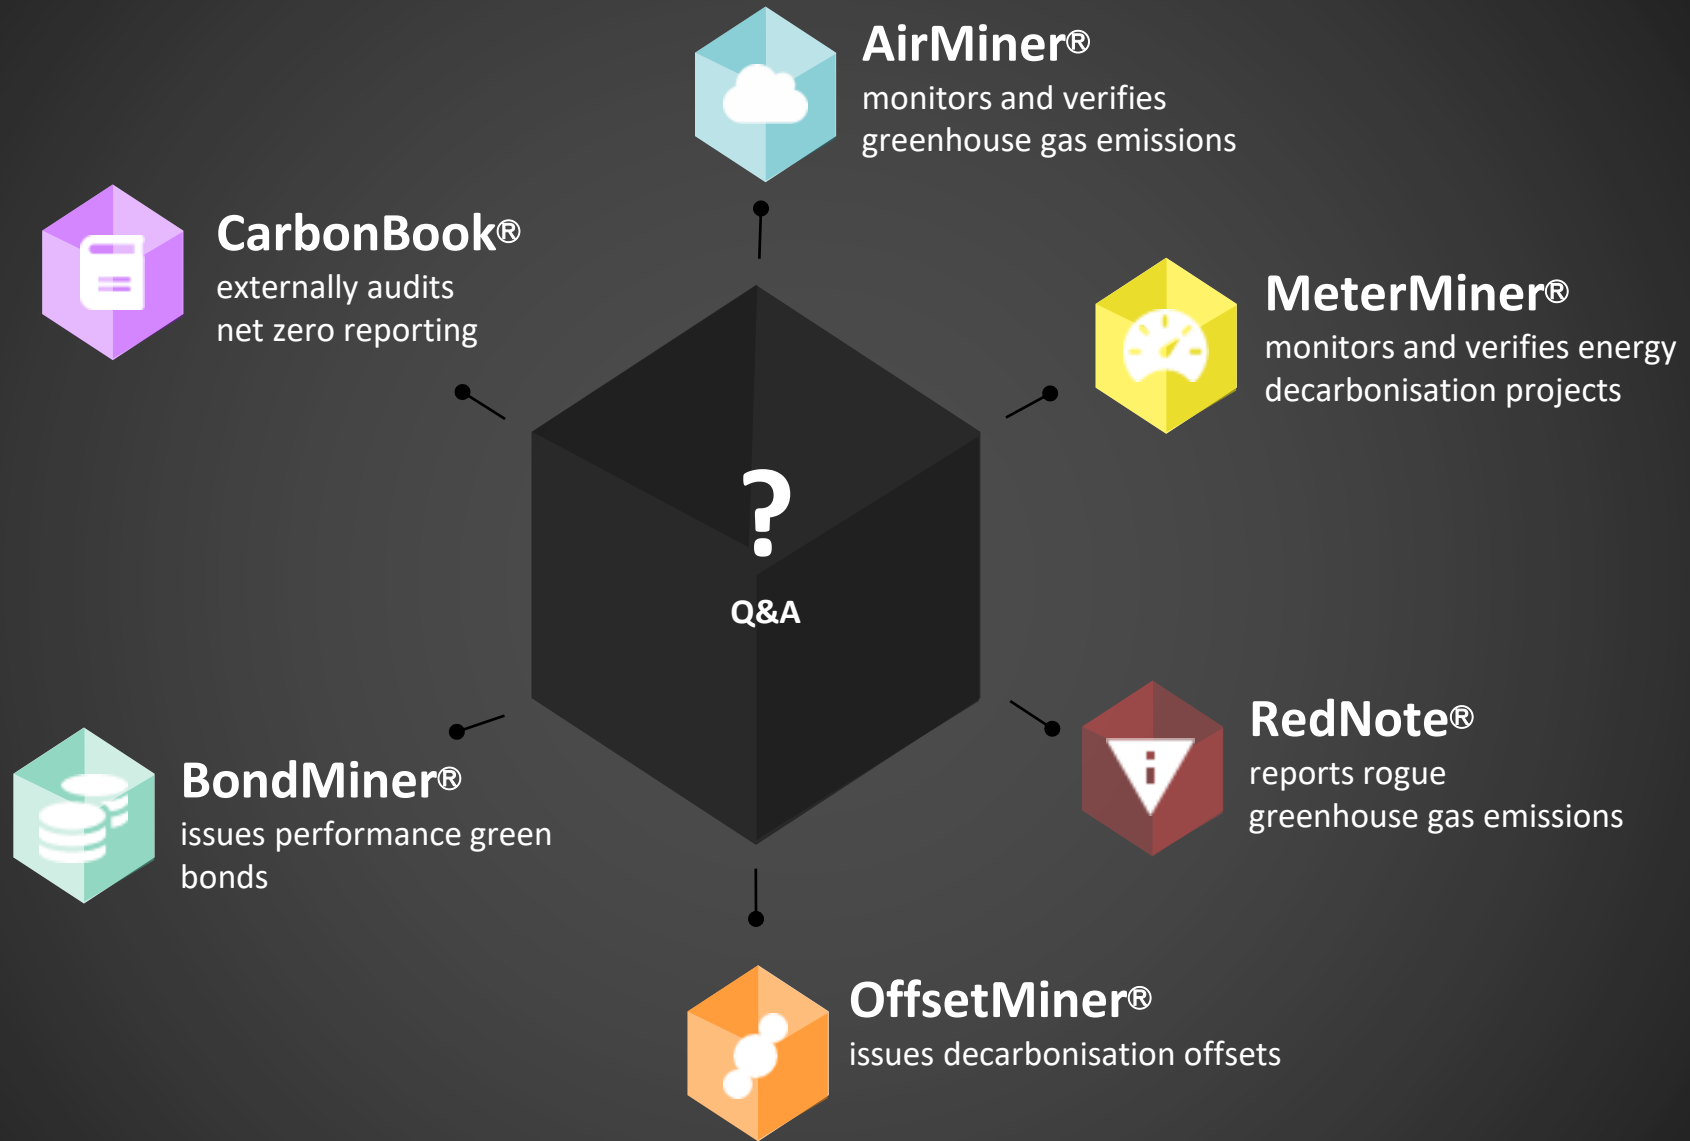 AirMiner®
monitors and verifies
greenhouse gas emissions
CarbonBook®
externally audits
net zero reporting
MeterMiner®
monitors and verifies energy
decarbonisation projects
?
Q&A
RedNote®
reports rogue
greenhouse gas emissions
BondMiner®
issues performance green
bonds
OffsetMiner®
issues decarbonisation offsets